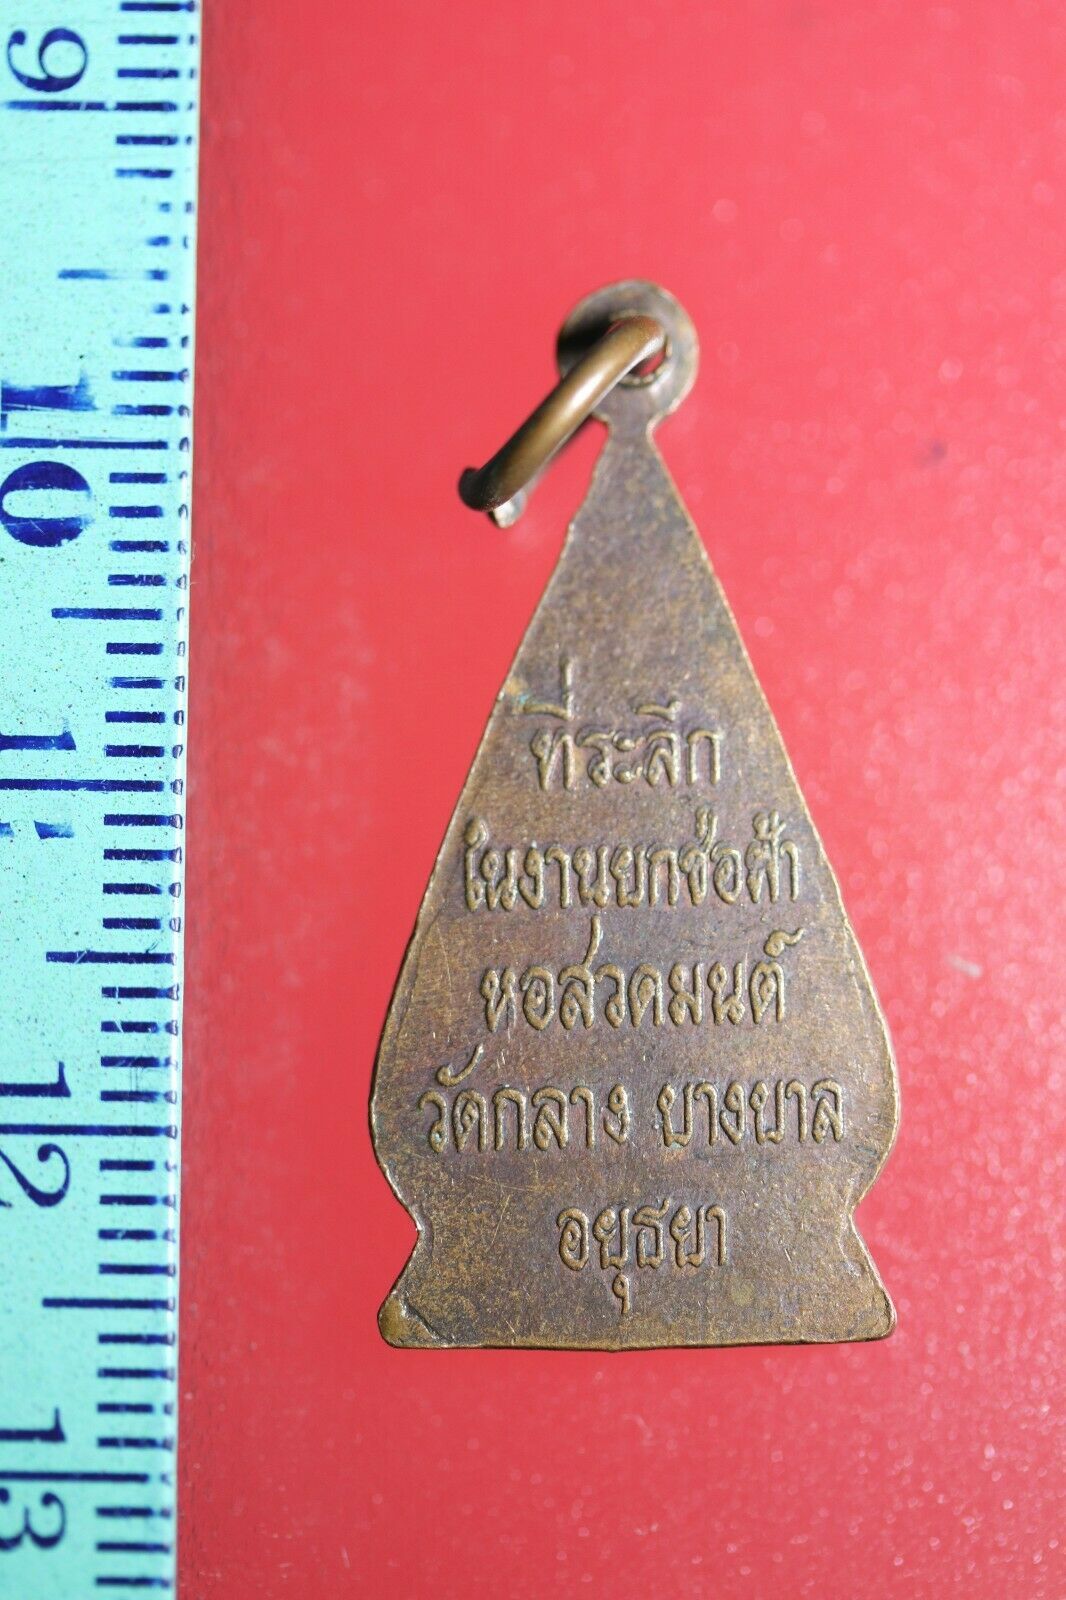 9
10
11
12
13
ที่ระลึก
ในงานยกช่อฟ้า
หอสวดมนต์
วัดกลาง บางบาล
อยุธยา